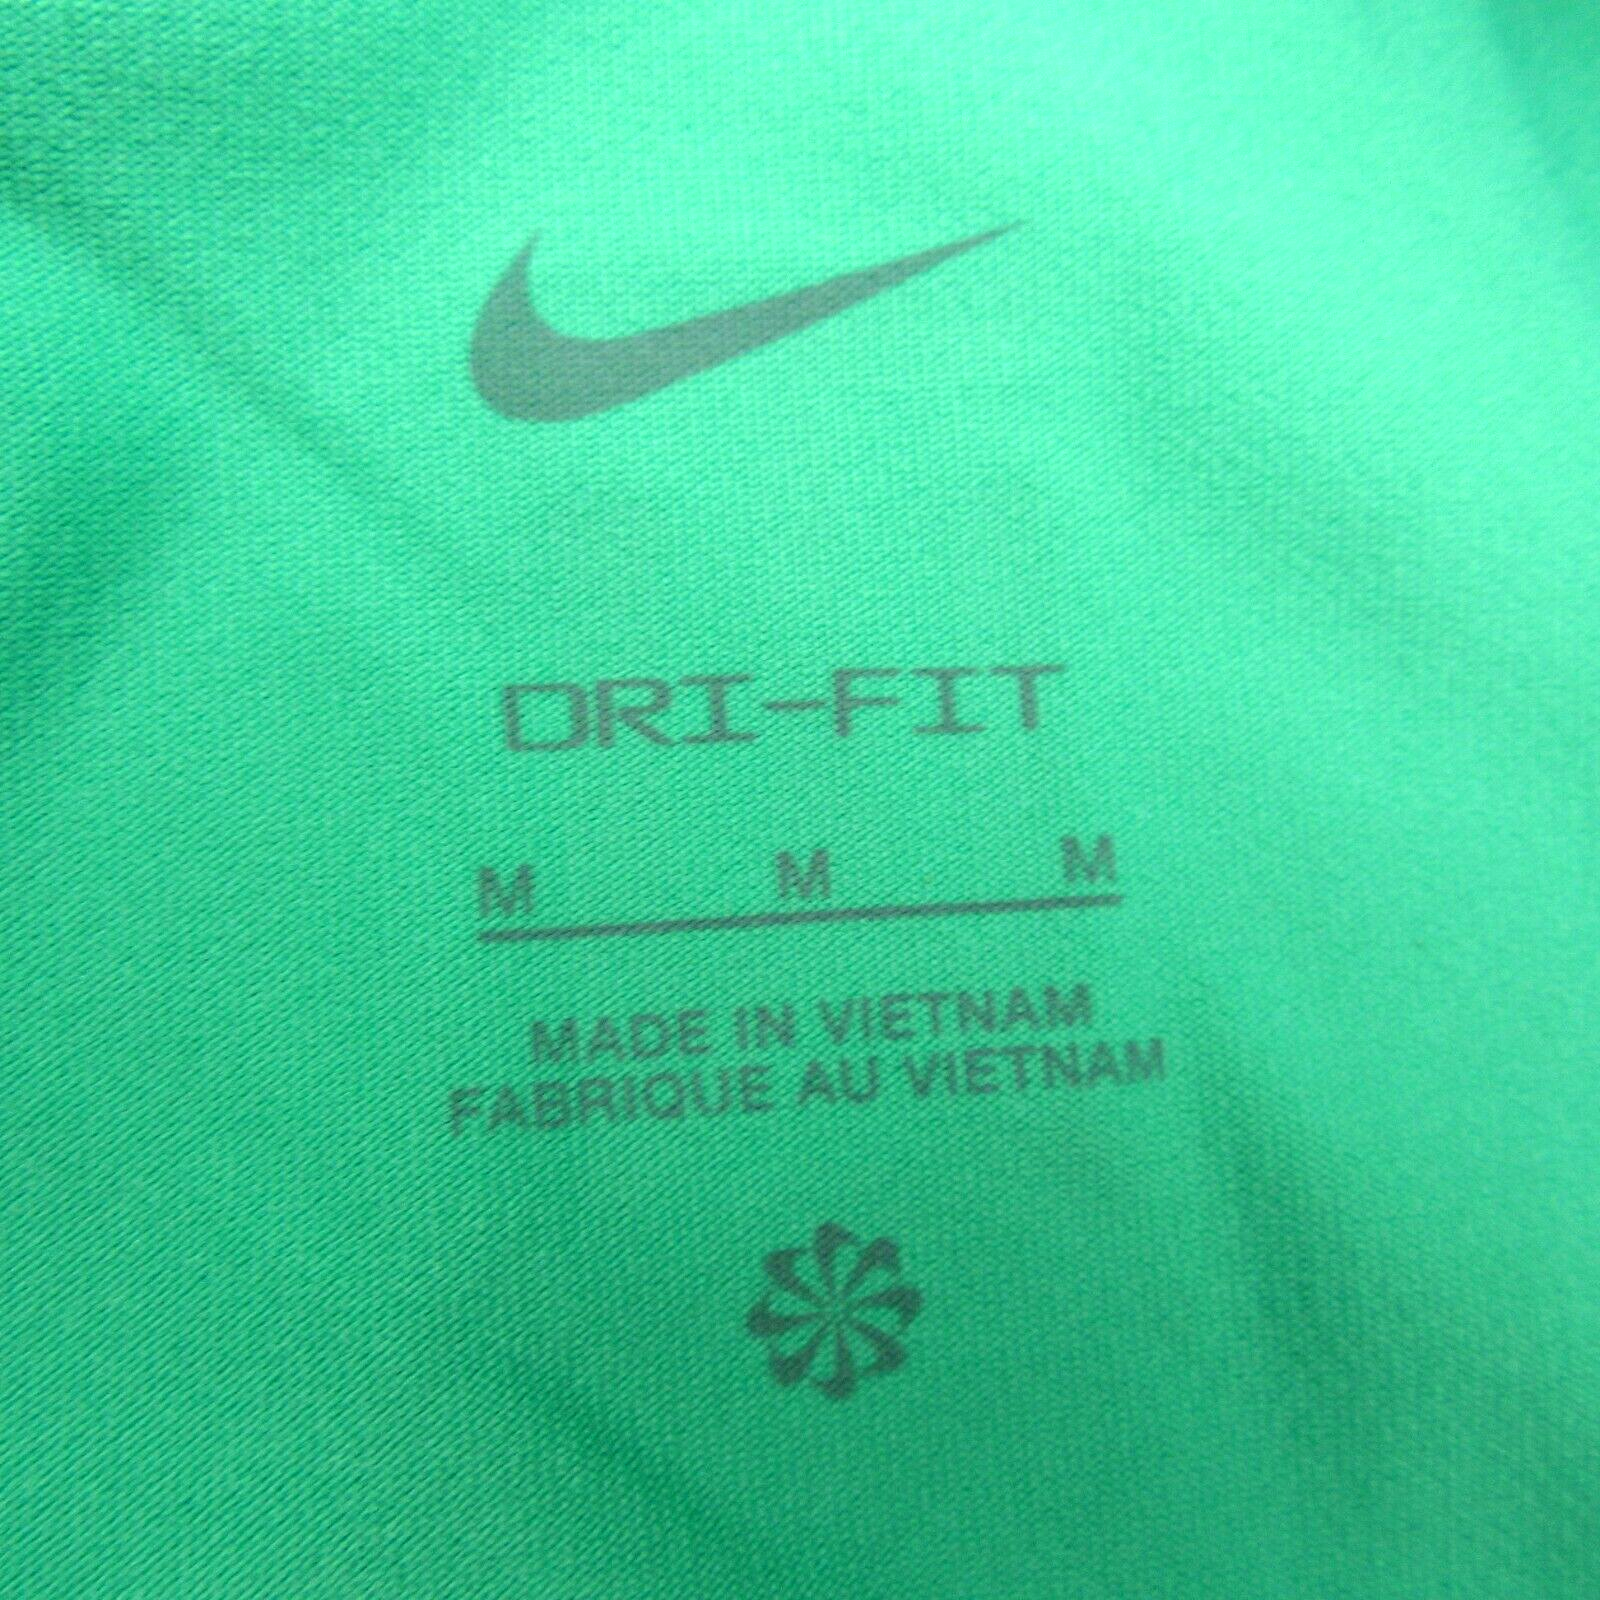 DRI-FIT
M M M
MADE IN VIETNAM
FABRIQUE AU VIETNAM